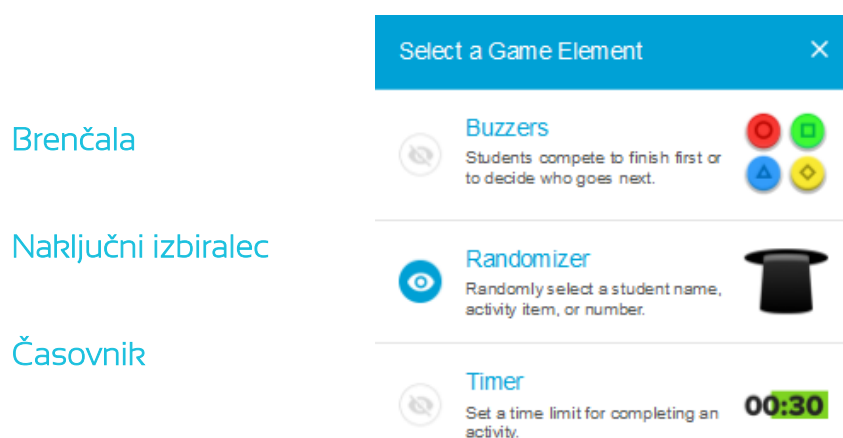 Brenčala
Naključni izbiralec
Časovnik
Select a Game Element
Buzzers
Students compete to finish first or
to decide who goes next.
Randomizer
Randomly select a student name,
activity item, or number.
Timer
Set a time limit for completing an
activity.
00:30